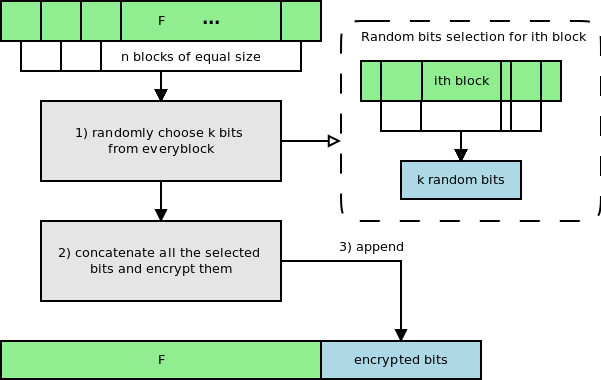 F ...
Random bits selection for ith block
n blocks of equal size
ith block
1) randomly choose k bits
from everyblock
k random bits
2) concatenate all the selected
bits and encrypt them
3) append
F
encrypted bits